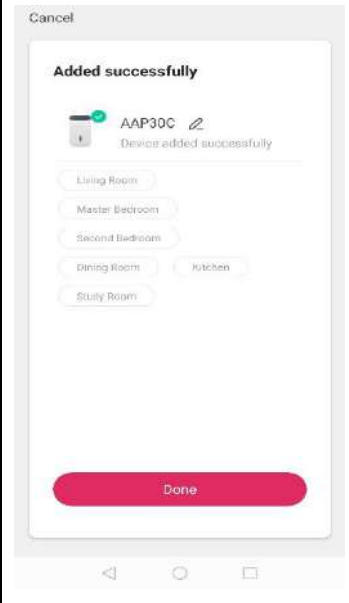 Cancel
Added successfully
AAP30C
Device added successfully
Living Room
Master Bedroom
Second Bedroom
Dining Room Kitchen
Study Room
Done